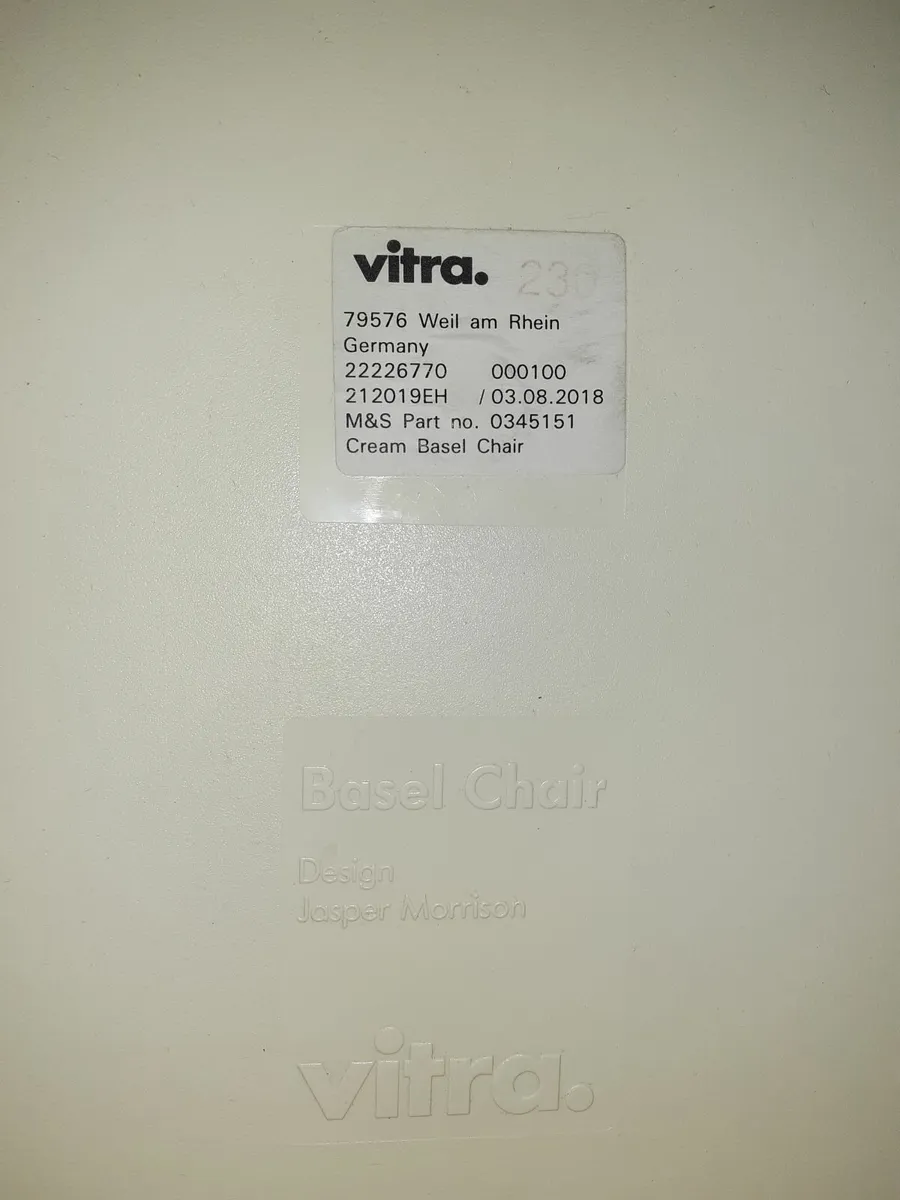 vitra.
79576 Weil am Rhein
Germany
22226770 000100
212019EH / 03.08.2018
M&S Part no. 0345151
Cream Basel Chair
Basel Chair
Design
Jasper Morrison
vitra.